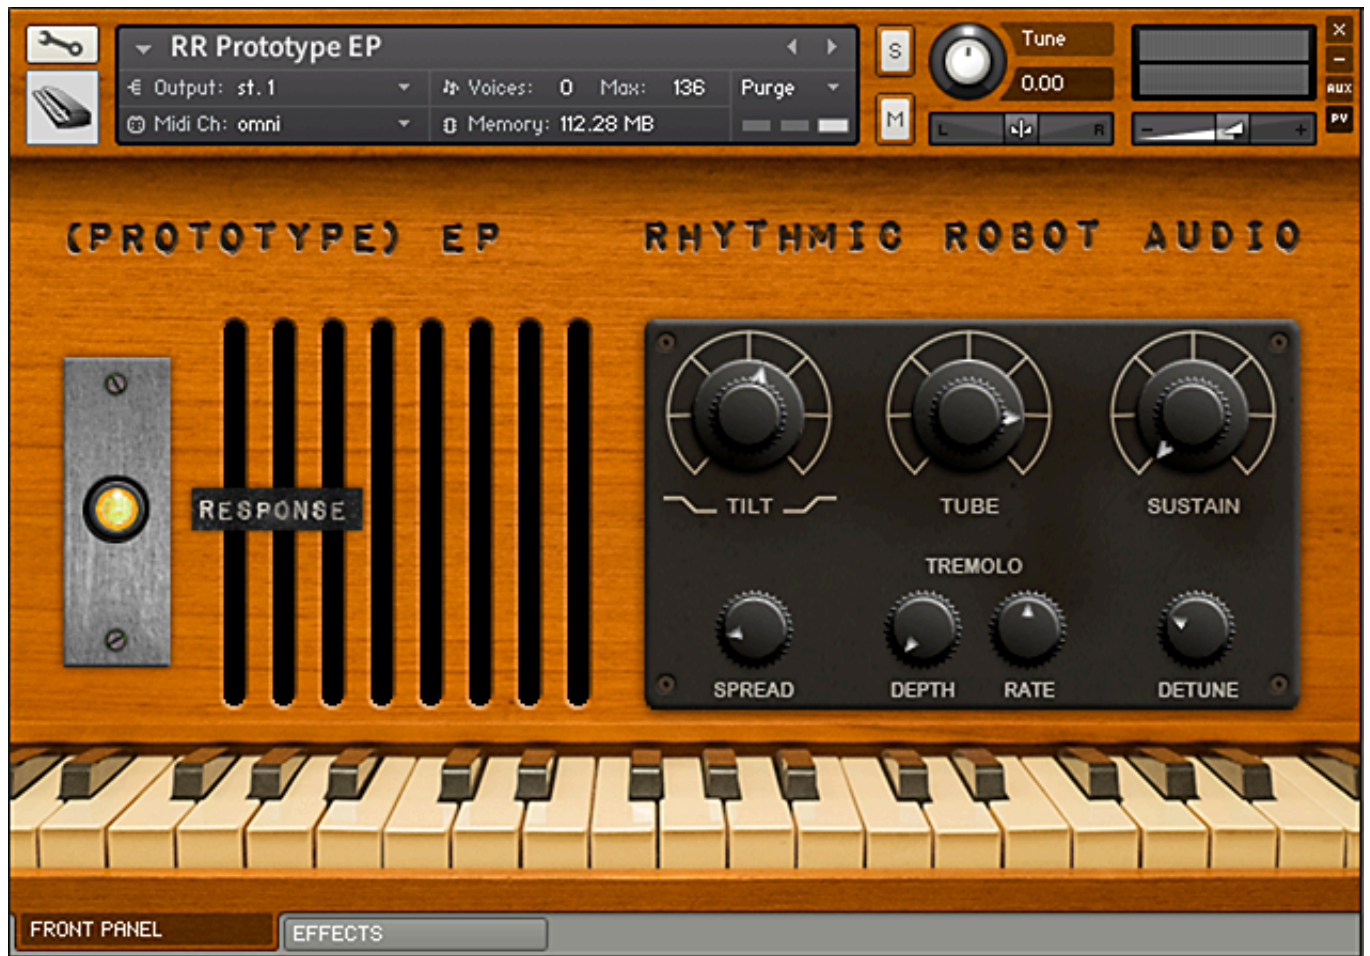 RR Prototype EP
Output: st.1
Voices: 0 Max: 136
Purge
Midi Ch: omni
Memory: 112.28 MB
S
M
Tune
0.00
L R
- +
X
-
AUX
PV
(PROTOTYPE) EP
RHYTHMIC ROBOT AUDIO
RESPONSE
TILT
TUBE
SUSTAIN
TREMOLO
SPREAD
DEPTH
RATE
DETUNE
FRONT PANEL
EFFECTS